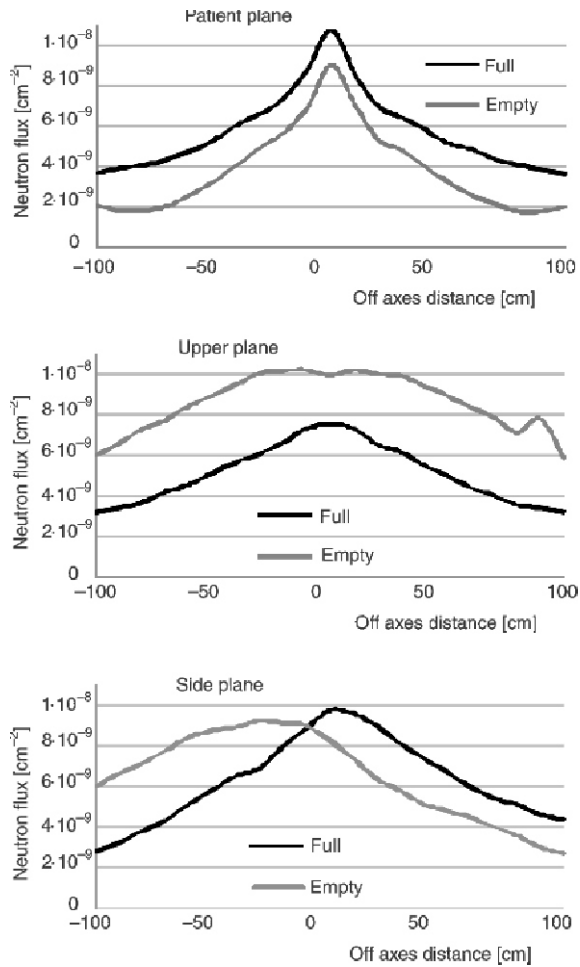 Patient plane
Neutron flux [cm⁻²]
1·10⁻⁸
8·10⁻⁹
6·10⁻⁹
4·10⁻⁹
2·10⁻⁹
0
Full
Empty
−100
−50
0
50
100
Off axes distance [cm]
Upper plane
Neutron flux [cm⁻²]
1·10⁻⁸
8·10⁻⁹
6·10⁻⁹
4·10⁻⁹
2·10⁻⁹
0
Full
Empty
−100
−50
0
50
100
Off axes distance [cm]
Side plane
Neutron flux [cm⁻²]
1·10⁻⁸
8·10⁻⁹
6·10⁻⁹
4·10⁻⁹
2·10⁻⁹
0
Full
Empty
−100
−50
0
50
100
Off axes distance [cm]